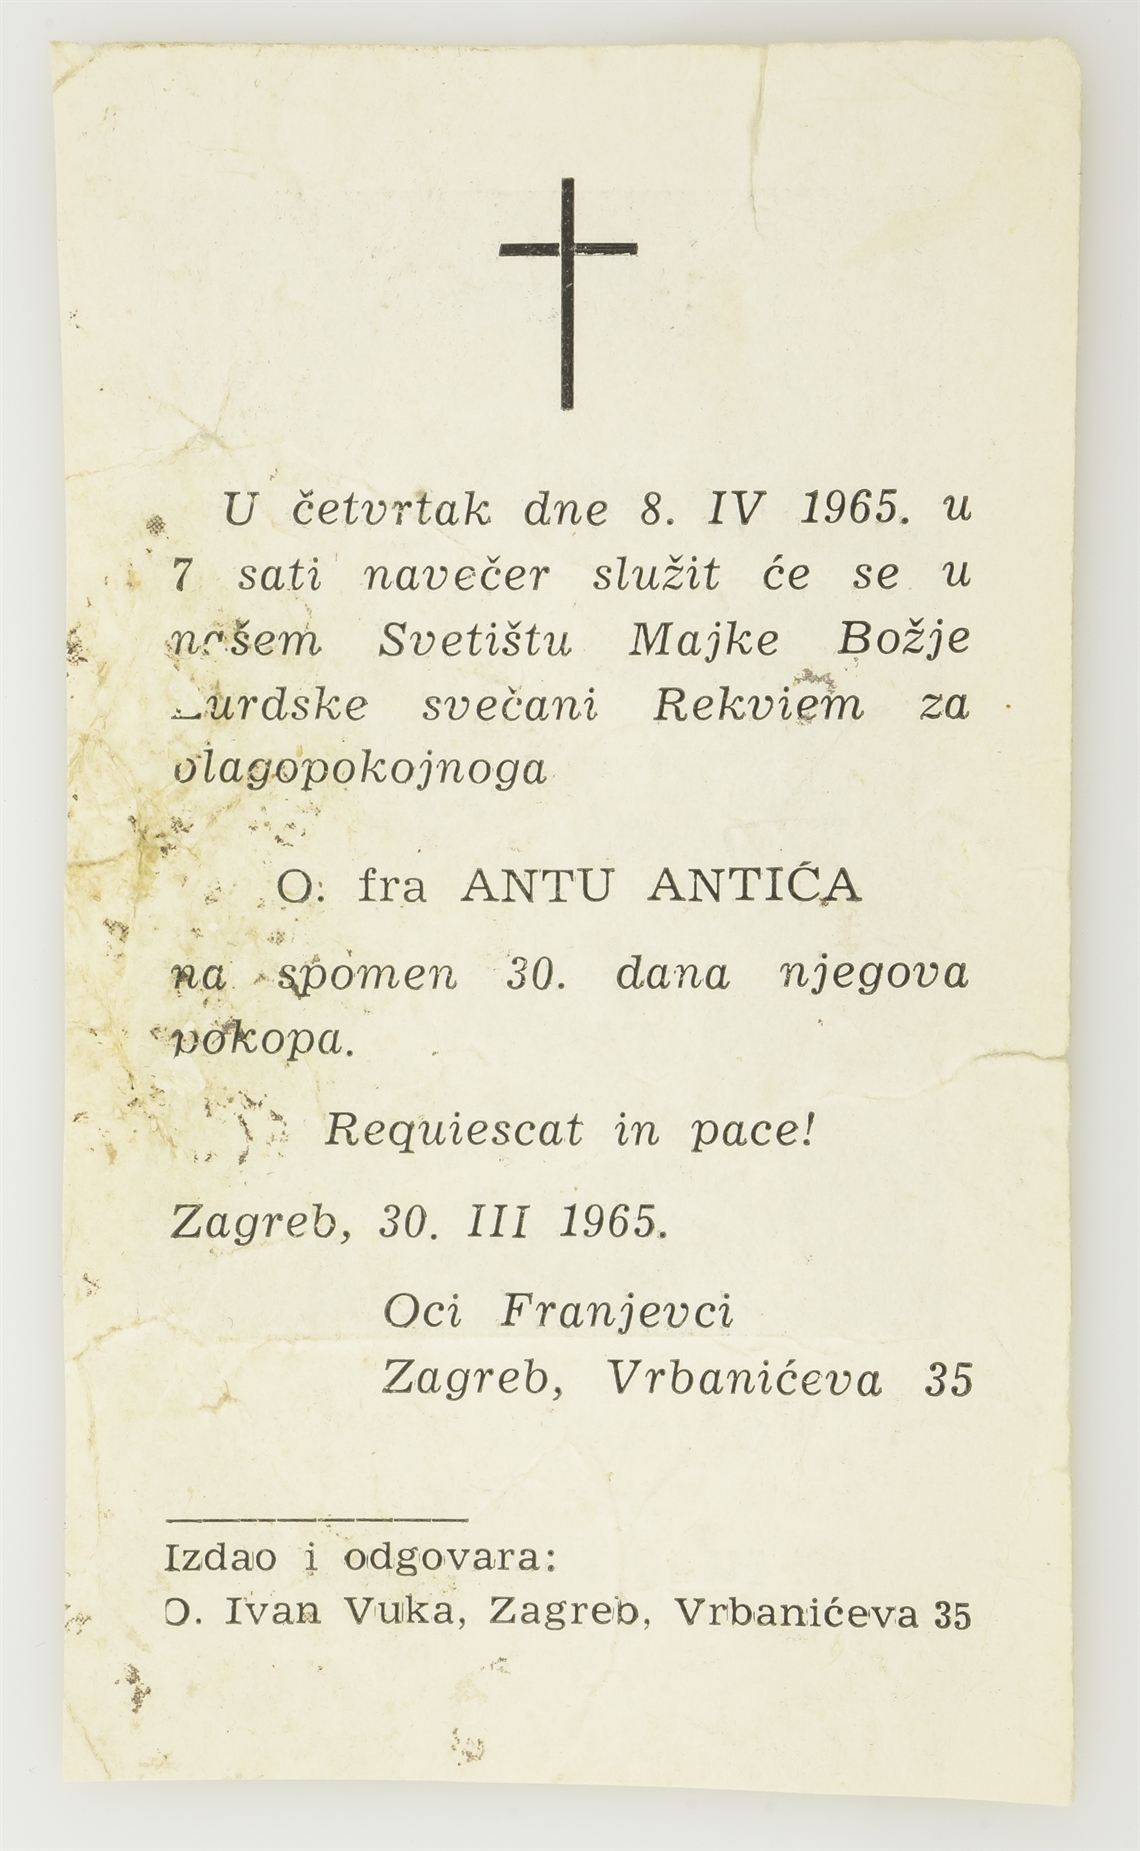 U četvrtak dne 8. IV 1965. u
7 sati navečer služit će se u
našem Svetištu Majke Božje
Lurdske svečani Rekviem za
blagopokojnoga
O. fra ANTU ANTIĆA
na spomen 30. dana njegova
pokopa.
Requiescat in pace!
Zagreb, 30. III 1965.
Oci Franjevci
Zagreb, Vrbanićeva 35
Izdao i odgovara:
O. Ivan Vuka, Zagreb, Vrbanićeva 35